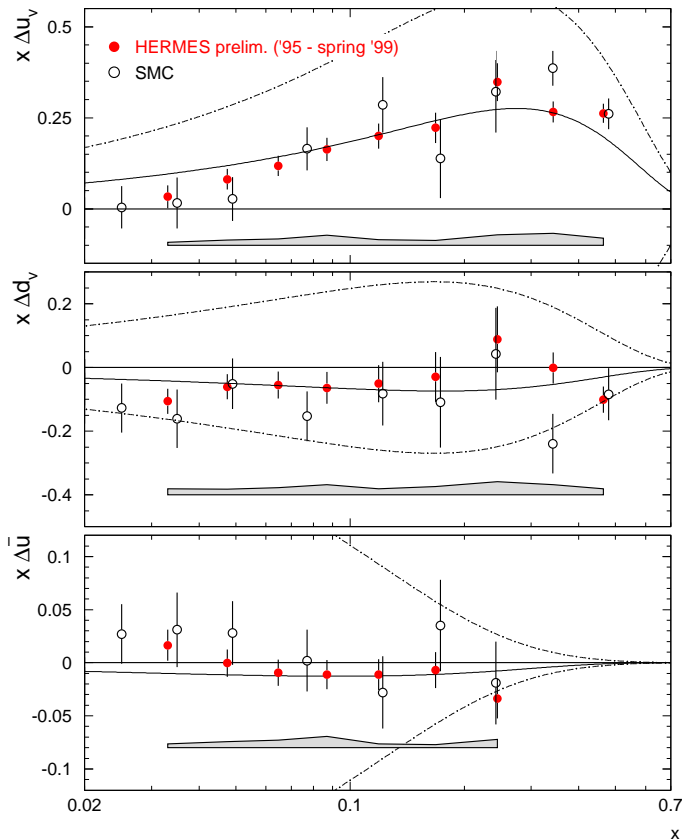 x Δu_v
0.5
0.25
0
HERMES prelim. ('95 - spring '99)
SMC
x Δd_v
0.2
0
-0.2
-0.4
x Δū
0.1
0.05
0
-0.05
-0.1
0.02
0.1
0.7
x